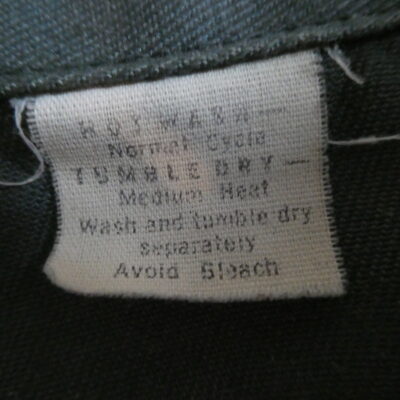 HOT WASH —
Normal Cycle
TUMBLE DRY —
Medium Heat
Wash and tumble dry
separately
Avoid Bleach